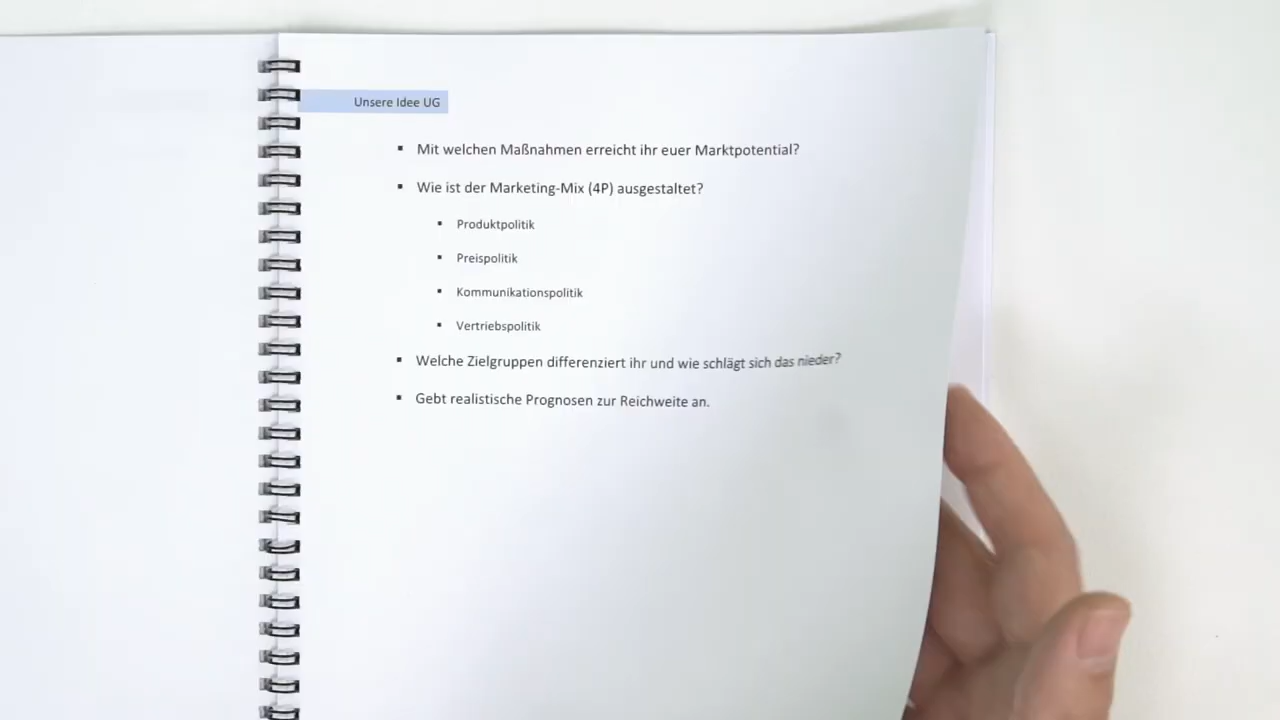 Unsere Idee UG
▪ Mit welchen Maßnahmen erreicht ihr euer Marktpotential?
▪ Wie ist der Marketing-Mix (4P) ausgestaltet?
▪ Produktpolitik
▪ Preispolitik
▪ Kommunikationspolitik
▪ Vertriebspolitik
▪ Welche Zielgruppen differenziert ihr und wie schlägt sich das nieder?
▪ Gebt realistische Prognosen zur Reichweite an.